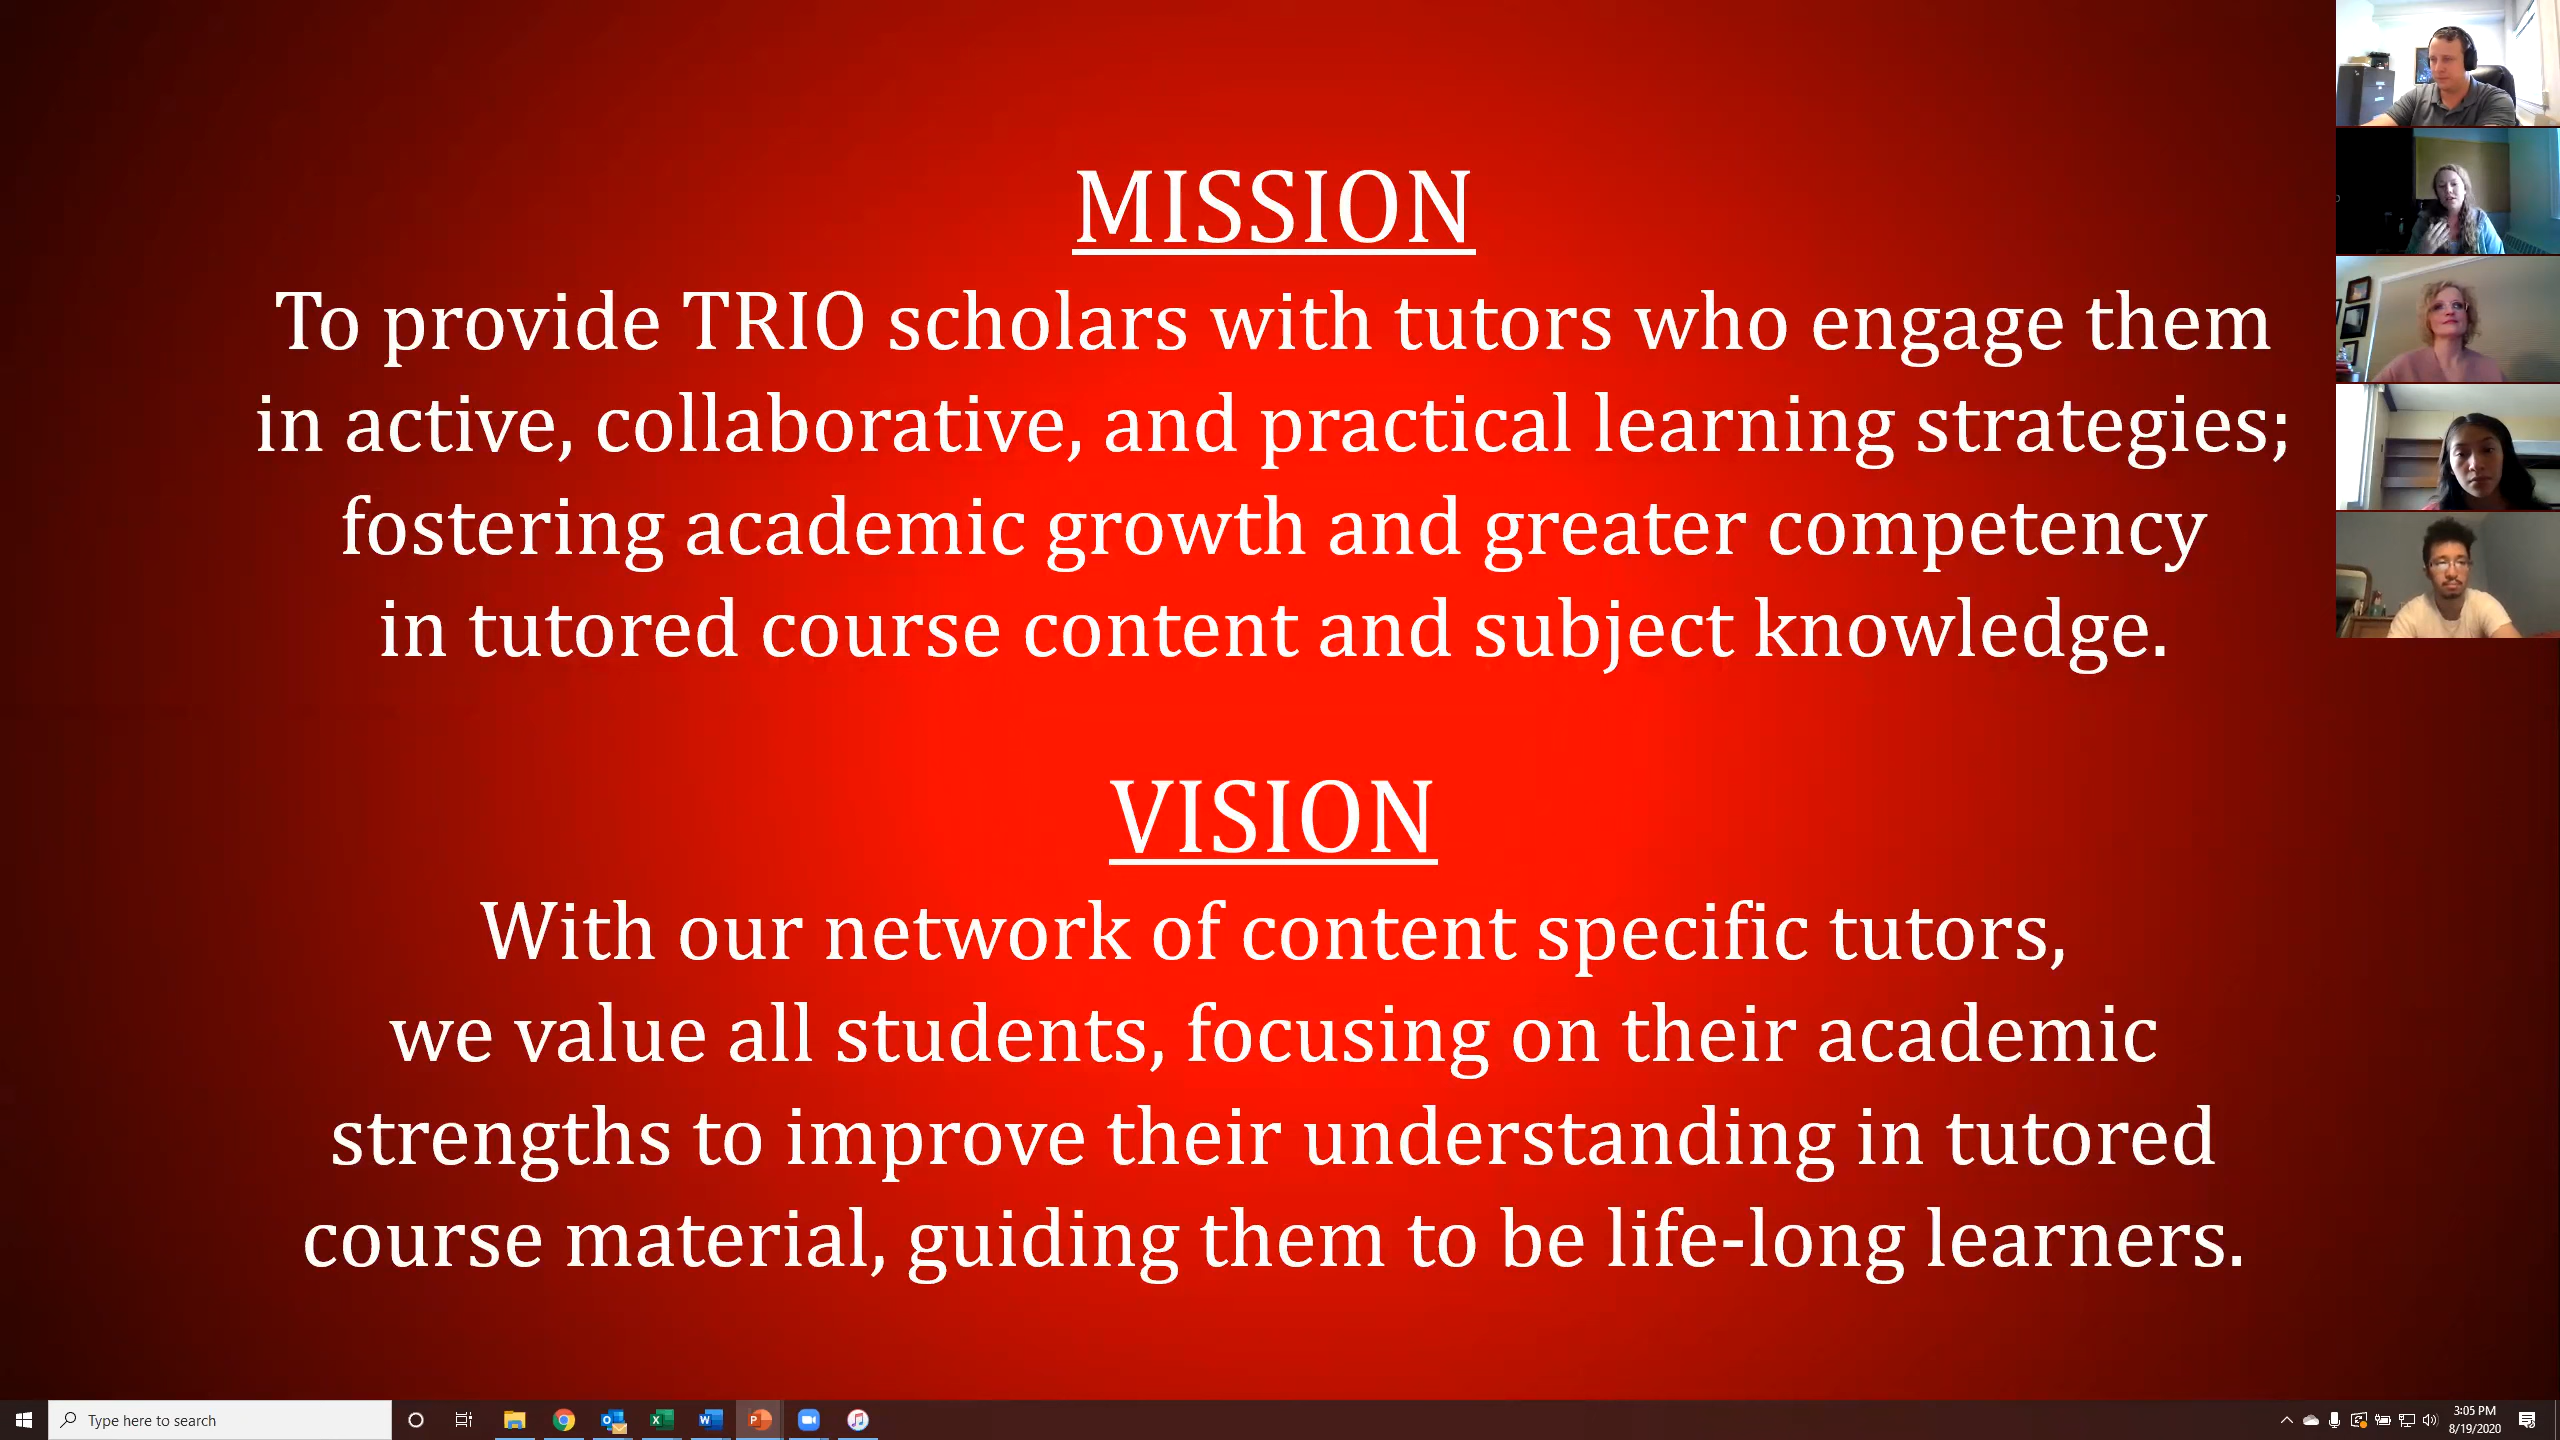 MISSION
To provide TRIO scholars with tutors who engage them
in active, collaborative, and practical learning strategies;
fostering academic growth and greater competency
in tutored course content and subject knowledge.
VISION
With our network of content specific tutors,
we value all students, focusing on their academic
strengths to improve their understanding in tutored
course material, guiding them to be life-long learners.
Type here to search
3:05 PM
8/19/2020